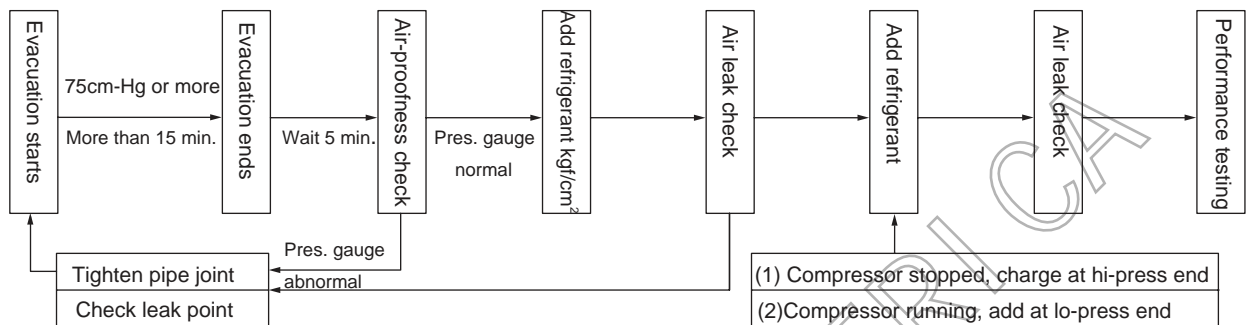 Evacuation starts
75cm-Hg or more
More than 15 min.
Evacuation ends
Wait 5 min.
Air-proofness check
Pres. gauge
normal
Add refrigerant kgf/cm²
Air leak check
Add refrigerant
Air leak check
Performance testing
Pres. gauge
abnormal
Tighten pipe joint
Check leak point
(1) Compressor stopped, charge at hi-press end
(2)Compressor running, add at lo-press end
ERICA